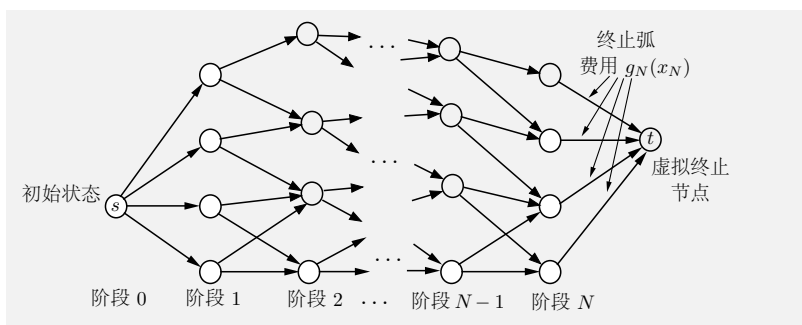 终止弧
费用 g_N(x_N)
...
t
虚拟终止
节点
...
初始状态
s
...
阶段 0 阶段 1 阶段 2 ... 阶段 N − 1 阶段 N